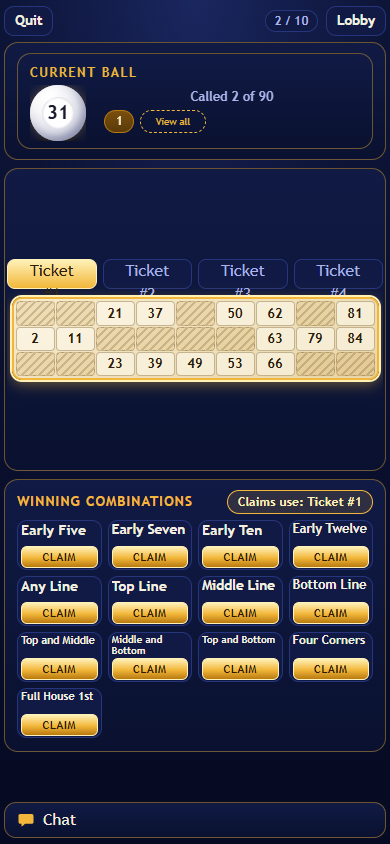 Quit
2 / 10
Lobby
CURRENT BALL
31
Called 2 of 90
1
View all
Ticket
Ticket
Ticket
Ticket
#2
#3
#4
21 37 50 62 81
2 11 63 79 84
23 39 49 53 66
WINNING COMBINATIONS
Claims use: Ticket #1
Early Five
Early Seven
Early Ten
Early Twelve
CLAIM
CLAIM
CLAIM
CLAIM
Any Line
Top Line
Middle Line
Bottom Line
CLAIM
CLAIM
CLAIM
CLAIM
Top and Middle
Middle and
Bottom
Top and Bottom
Four Corners
CLAIM
CLAIM
CLAIM
CLAIM
Full House 1st
CLAIM
Chat